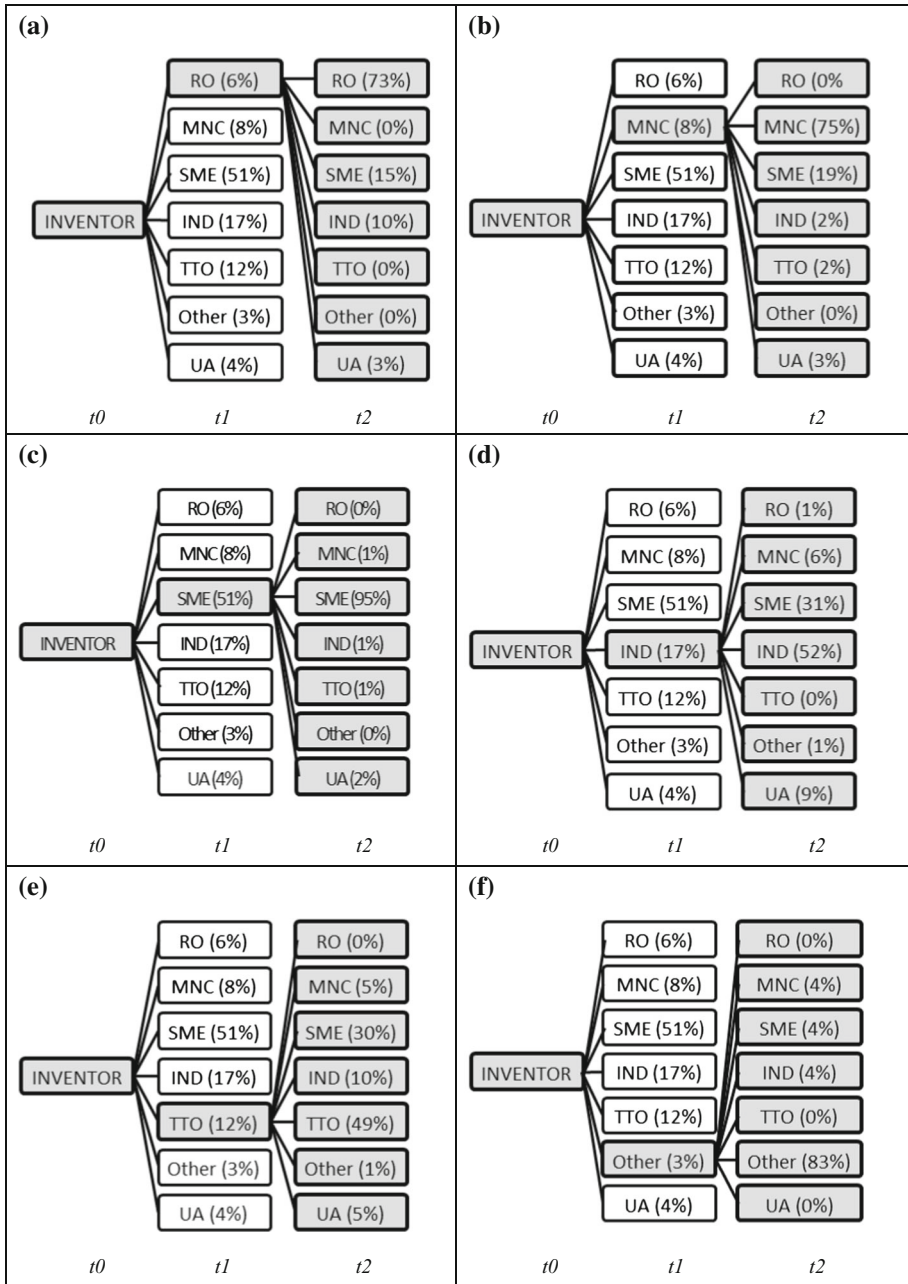 (a)
RO (6%) RO (73%)
MNC (8%) MNC (0%)
SME (51%) SME (15%)
INVENTOR IND (17%) IND (10%)
TTO (12%) TTO (0%)
Other (3%) Other (0%)
UA (4%) UA (3%)
t0 t1 t2
(b)
RO (6%) RO (0%
MNC (8%) MNC (75%)
SME (51%) SME (19%)
INVENTOR IND (17%) IND (2%)
TTO (12%) TTO (2%)
Other (3%) Other (0%)
UA (4%) UA (3%)
t0 t1 t2
(c)
RO (6%) RO (0%)
MNC (8%) MNC (1%)
SME (51%) SME (95%)
INVENTOR IND (17%) IND (1%)
TTO (12%) TTO (1%)
Other (3%) Other (0%)
UA (4%) UA (2%)
t0 t1 t2
(d)
RO (6%) RO (1%)
MNC (8%) MNC (6%)
SME (51%) SME (31%)
INVENTOR IND (17%) IND (52%)
TTO (12%) TTO (0%)
Other (3%) Other (1%)
UA (4%) UA (9%)
t0 t1 t2
(e)
RO (6%) RO (0%)
MNC (8%) MNC (5%)
SME (51%) SME (30%)
INVENTOR IND (17%) IND (10%)
TTO (12%) TTO (49%)
Other (3%) Other (1%)
UA (4%) UA (5%)
t0 t1 t2
(f)
RO (6%) RO (0%)
MNC (8%) MNC (4%)
SME (51%) SME (4%)
INVENTOR IND (17%) IND (4%)
TTO (12%) TTO (0%)
Other (3%) Other (83%)
UA (4%) UA (0%)
t0 t1 t2